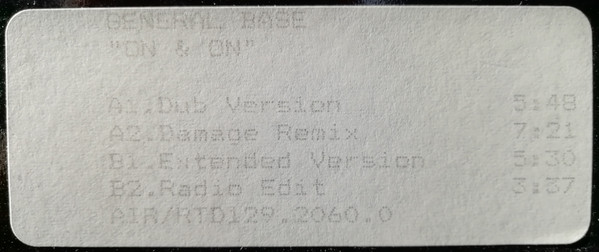 GENERAL BASE
"ON & ON"
A1.Dub Version 5:48
A2.Damage Remix 7:21
B1.Extended Version 5:30
B2.Radio Edit 3:37
AIR/RTD129.2060.0